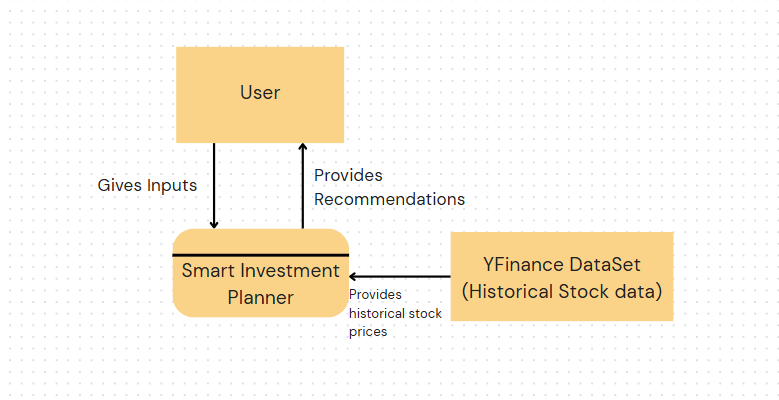 User
Gives Inputs
Provides
Recommendations
Smart Investment
Planner
YFinance DataSet
(Historical Stock data)
Provides
historical stock
prices